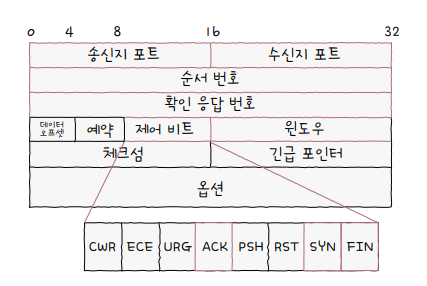 0 4 8 16 32
송신지 포트 수신지 포트
순서 번호
확인 응답 번호
데이터
오프셋 예약 제어 비트 윈도우
체크섬 긴급 포인터
옵션
CWR ECE URG ACK PSH RST SYN FIN